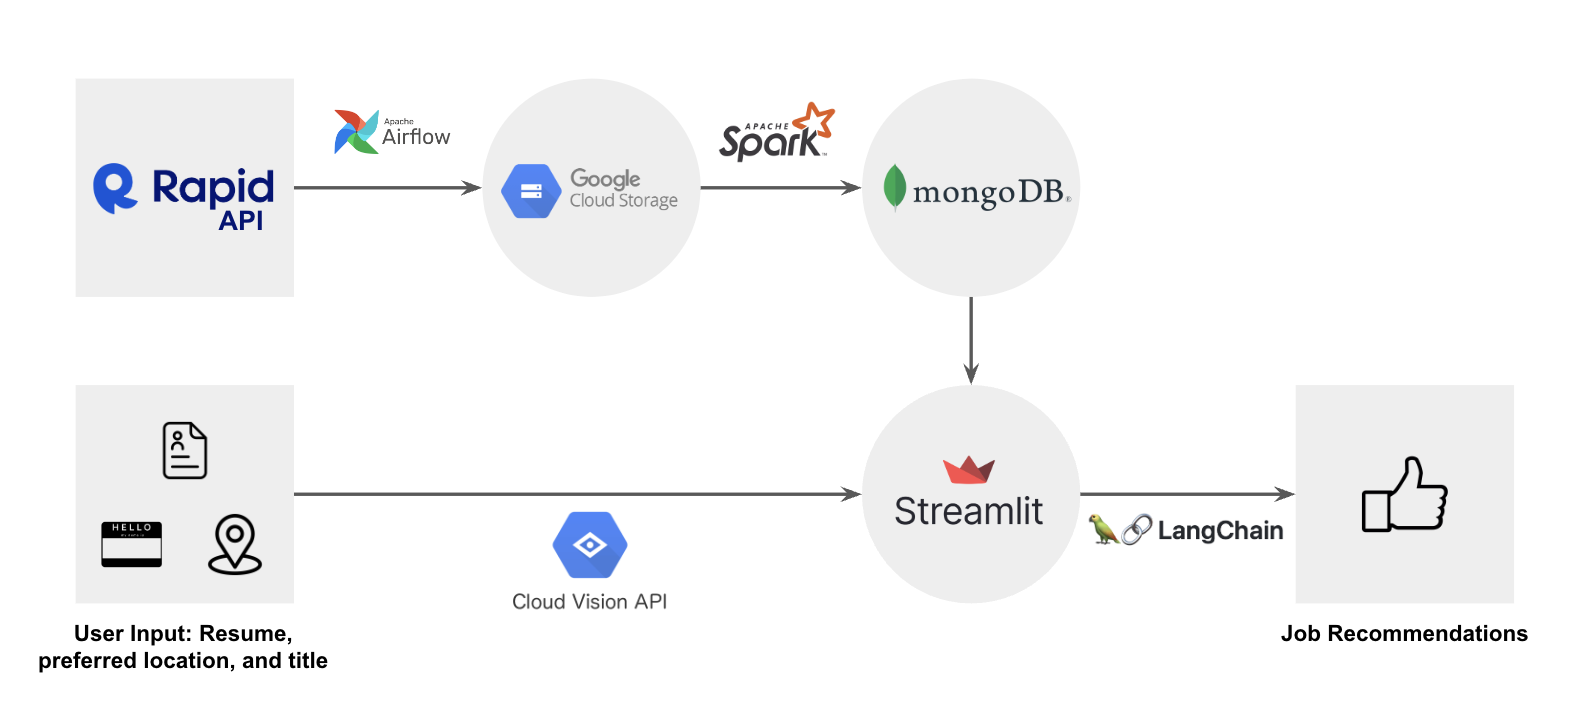 Rapid
API
Apache
Airflow
Google
Cloud Storage
APACHE
Spark
TM
mongoDB®
HELLO
Streamlit
LangChain
Cloud Vision API
User Input: Resume,
preferred location, and title
Job Recommendations